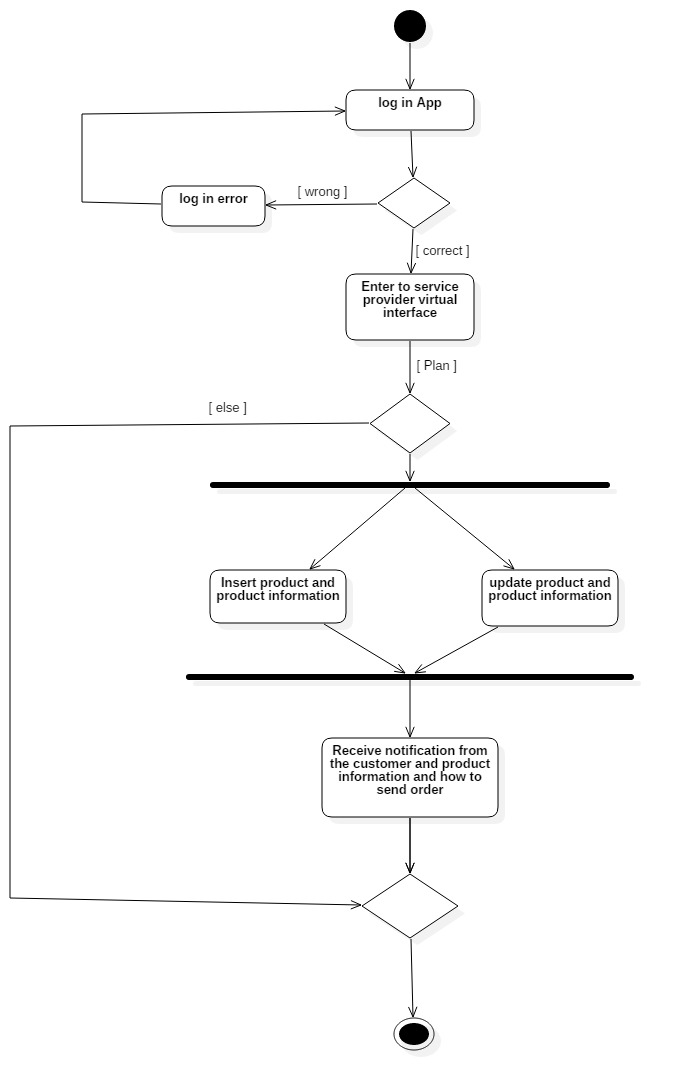 log in App
[ wrong ]
log in error
[ correct ]
Enter to service
provider virtual
interface
[ Plan ]
[ else ]
Insert product and
product information
update product and
product information
Receive notification from
the customer and product
information and how to
send order